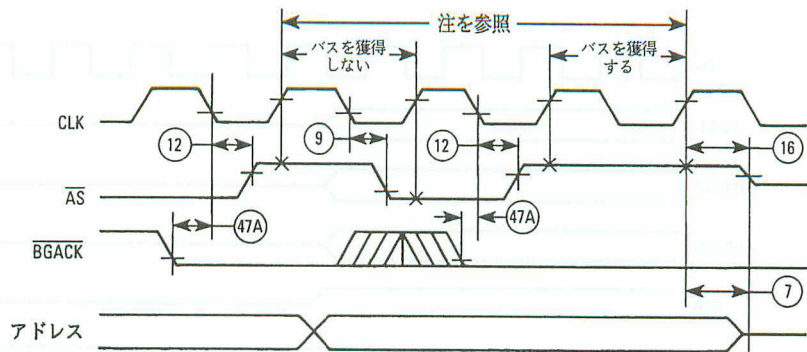 注を参照
バスを獲得
しない
バスを獲得
する
CLK
12
9
12
16
AS
47A
47A
BGACK
7
アドレス